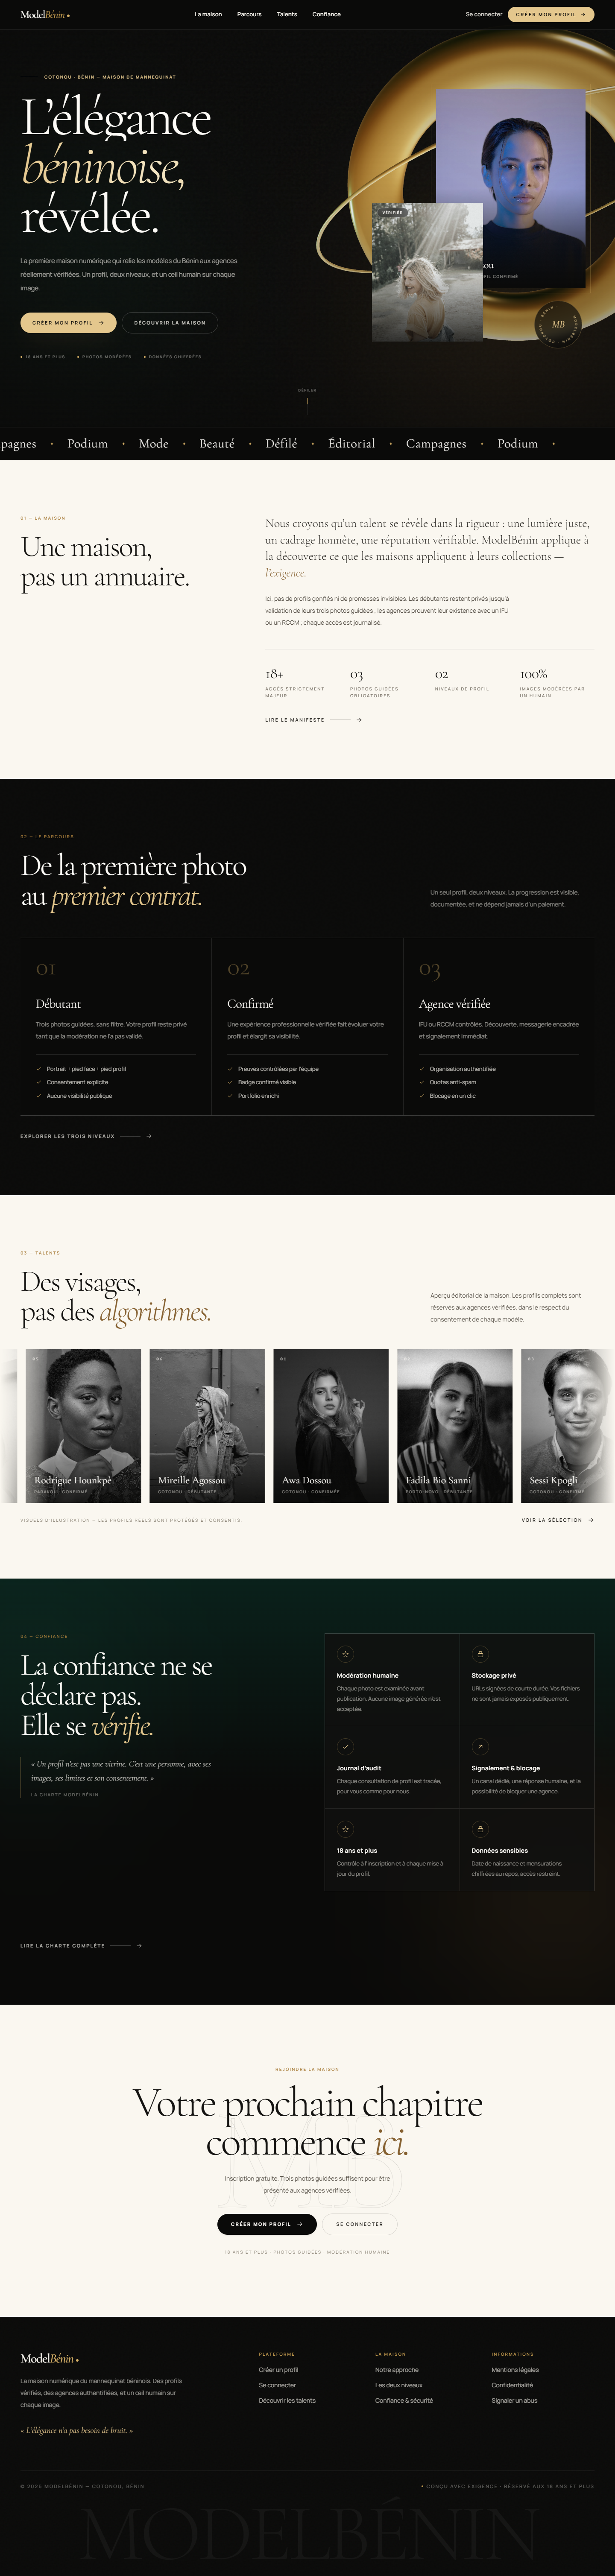 ModelBénin
La maison
Parcours
Talents
Confiance
Se connecter
CRÉER MON PROFIL →
COTONOU · BÉNIN — MAISON DE MANNEQUINAT
L’élégance
béninoise,
révélée.
La première maison numérique qui relie les modèles du Bénin aux agences
réellement vérifiées. Un profil, deux niveaux, et un œil humain sur chaque
image.
CRÉER MON PROFIL →
DÉCOUVRIR LA MAISON
18 ANS ET PLUS
PHOTOS MODÉRÉES
DONNÉES CHIFFRÉES
VÉRIFIÉE
MB
DÉFILER
pagnes
Podium
Mode
Beauté
Défilé
Éditorial
Campagnes
Podium
01 — LA MAISON
Une maison,
pas un annuaire.
Nous croyons qu’un talent se révèle dans la rigueur : une lumière juste,
un cadrage honnête, une réputation vérifiable. ModelBénin applique à
la découverte ce que les maisons appliquent à leurs collections —
l’exigence.
Ici, pas de profils gonflés ni de promesses invisibles. Les débutants restent privés jusqu’à
validation de leurs trois photos guidées ; les agences prouvent leur existence avec un IFU
ou un RCCM ; chaque accès est journalisé.
18+
ACCÈS STRICTEMENT
MAJEUR
03
PHOTOS GUIDÉES
OBLIGATOIRES
02
NIVEAUX DE PROFIL
100%
IMAGES MODÉRÉES PAR
UN HUMAIN
LIRE LE MANIFESTE →
02 — LE PARCOURS
De la première photo
au premier contrat.
Un seul profil, deux niveaux. La progression est visible,
documentée, et ne dépend jamais d’un paiement.
01
Débutant
Trois photos guidées, sans filtre. Votre profil reste privé
tant que la modération ne l’a pas validé.
Portrait + pied face + pied profil
Consentement explicite
Aucune visibilité publique
02
Confirmé
Une expérience professionnelle vérifiée fait évoluer votre
profil et élargit sa visibilité.
Preuves contrôlées par l’équipe
Badge confirmé visible
Portfolio enrichi
03
Agence vérifiée
IFU ou RCCM contrôlés. Découverte, messagerie encadrée
et signalement immédiat.
Organisation authentifiée
Quotas anti-spam
Blocage en un clic
EXPLORER LES TROIS NIVEAUX →
03 — TALENTS
Des visages,
pas des algorithmes.
Aperçu éditorial de la maison. Les profils complets sont
réservés aux agences vérifiées, dans le respect du
consentement de chaque modèle.
Rodrigue Hounkpè
PARAKOU · CONFIRMÉ
Mireille Agossou
COTONOU · DÉBUTANTE
Awa Dossou
COTONOU · CONFIRMÉE
Fadila Bio Sanni
PORTO-NOVO · DÉBUTANTE
Sessi Kpogli
COTONOU · CONFIRMÉ
VISUELS D’ILLUSTRATION — LES PROFILS RÉELS SONT PROTÉGÉS ET CONSENTIS
VOIR LA SÉLECTION →
04 — CONFIANCE
La confiance ne se
déclare pas.
Elle se vérifie.
« Un profil n’est pas une vitrine. C’est une personne, avec ses
images, ses limites et son consentement. »
LA CHARTE MODELBÉNIN
Modération humaine
Chaque photo est examinée avant
publication. Aucune image générée n’est
acceptée.
Stockage privé
URLs signées de courte durée. Vos fichiers
ne sont jamais exposés publiquement.
Journal d’audit
Chaque consultation de profil est tracée,
pour vous comme pour nous.
Signalement & blocage
Un canal dédié, une réponse humaine, et la
possibilité de bloquer une agence.
18 ans et plus
Contrôle à l’inscription et à chaque mise à
jour du profil.
Données sensibles
Date de naissance et mensurations
chiffrées au repos, accès restreint.
LIRE LA CHARTE COMPLÈTE →
REJOINDRE LA MAISON
Votre prochain chapitre
commence ici.
MB
Inscription gratuite. Trois photos guidées suffisent pour être
présenté aux agences vérifiées.
CRÉER MON PROFIL →
SE CONNECTER
18 ANS ET PLUS · PHOTOS GUIDÉES · MODÉRATION HUMAINE
ModelBénin
La maison numérique du mannequinat béninois. Des profils
vérifiés, des agences authentifiées, et un œil humain sur
chaque image.
« L’élégance n’a pas besoin de bruit. »
PLATEFORME
Créer un profil
Se connecter
Découvrir les talents
LA MAISON
Notre approche
Les deux niveaux
Confiance & sécurité
INFORMATIONS
Mentions légales
Confidentialité
Signaler un abus
© 2026 MODELBÉNIN — COTONOU, BÉNIN
CONÇU AVEC EXIGENCE · RÉSERVÉ AUX 18 ANS ET PLUS
MODELBÉNIN